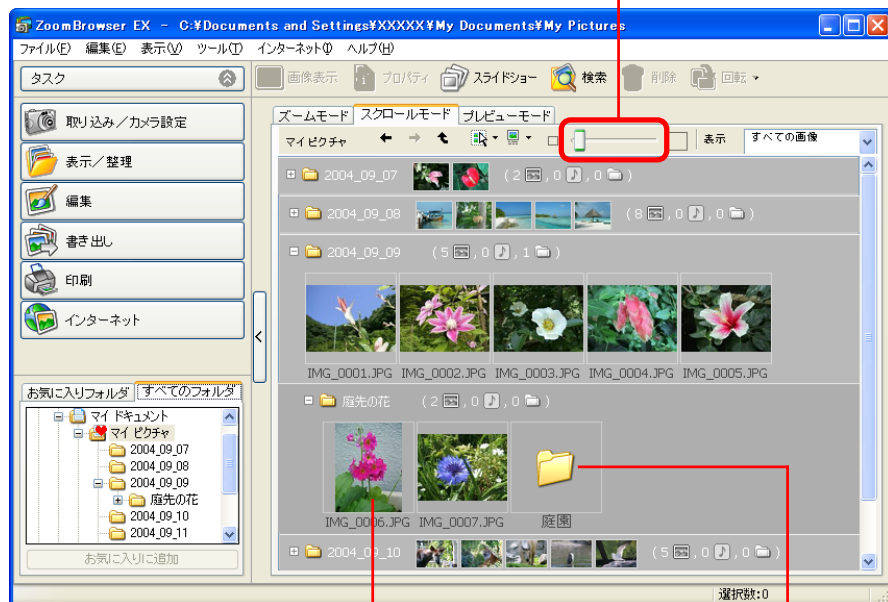 ZoomBrowser EX － C:¥Documents and Settings¥XXXXX¥My Documents¥My Pictures
ファイル(F) 編集(E) 表示(V) ツール(T) インターネット(I) ヘルプ(H)
タスク
画像表示 プロパティ スライドショー 検索 削除 回転
取り込み／カメラ設定
表示／整理
編集
書き出し
印刷
インターネット
ズームモード スクロールモード プレビューモード
マイピクチャ 表示 すべての画像
2004_09_07 (2 , 0 , 0 )
2004_09_08 (8 , 0 , 0 )
2004_09_09 (5 , 0 , 1 )
IMG_0001.JPG IMG_0002.JPG IMG_0003.JPG IMG_0004.JPG IMG_0005.JPG
庭先の花 (2 , 0 , 0 )
IMG_0006.JPG IMG_0007.JPG 庭園
2004_09_10 (5 , 0 , 0 )
お気に入りフォルダ すべてのフォルダ
マイ ドキュメント
マイ ピクチャ
2004_09_07
2004_09_08
2004_09_09
庭先の花
2004_09_10
2004_09_11
お気に入りに追加
選択数:0